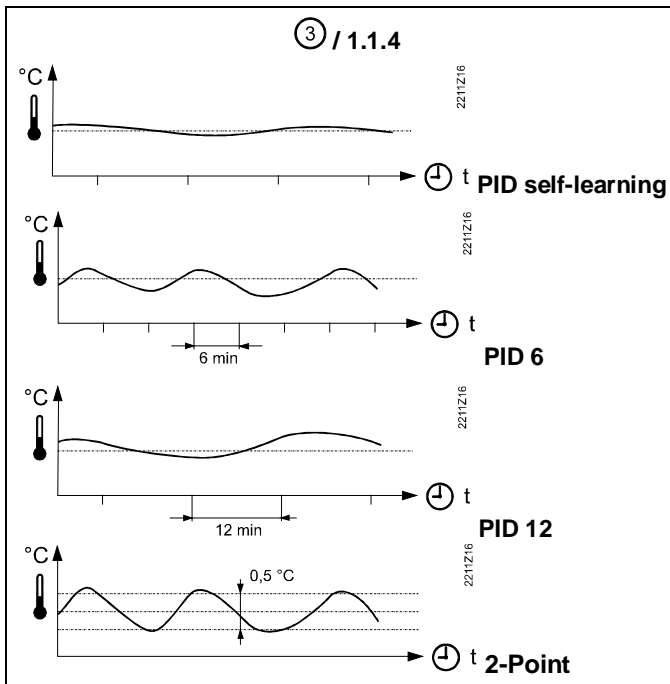 3 / 1.1.4
°C
2211Z16
t PID self-learning
°C
2211Z16
6 min
t
PID 6
°C
2211Z16
12 min
t
PID 12
°C
0,5 °C
2211Z16
t 2-Point